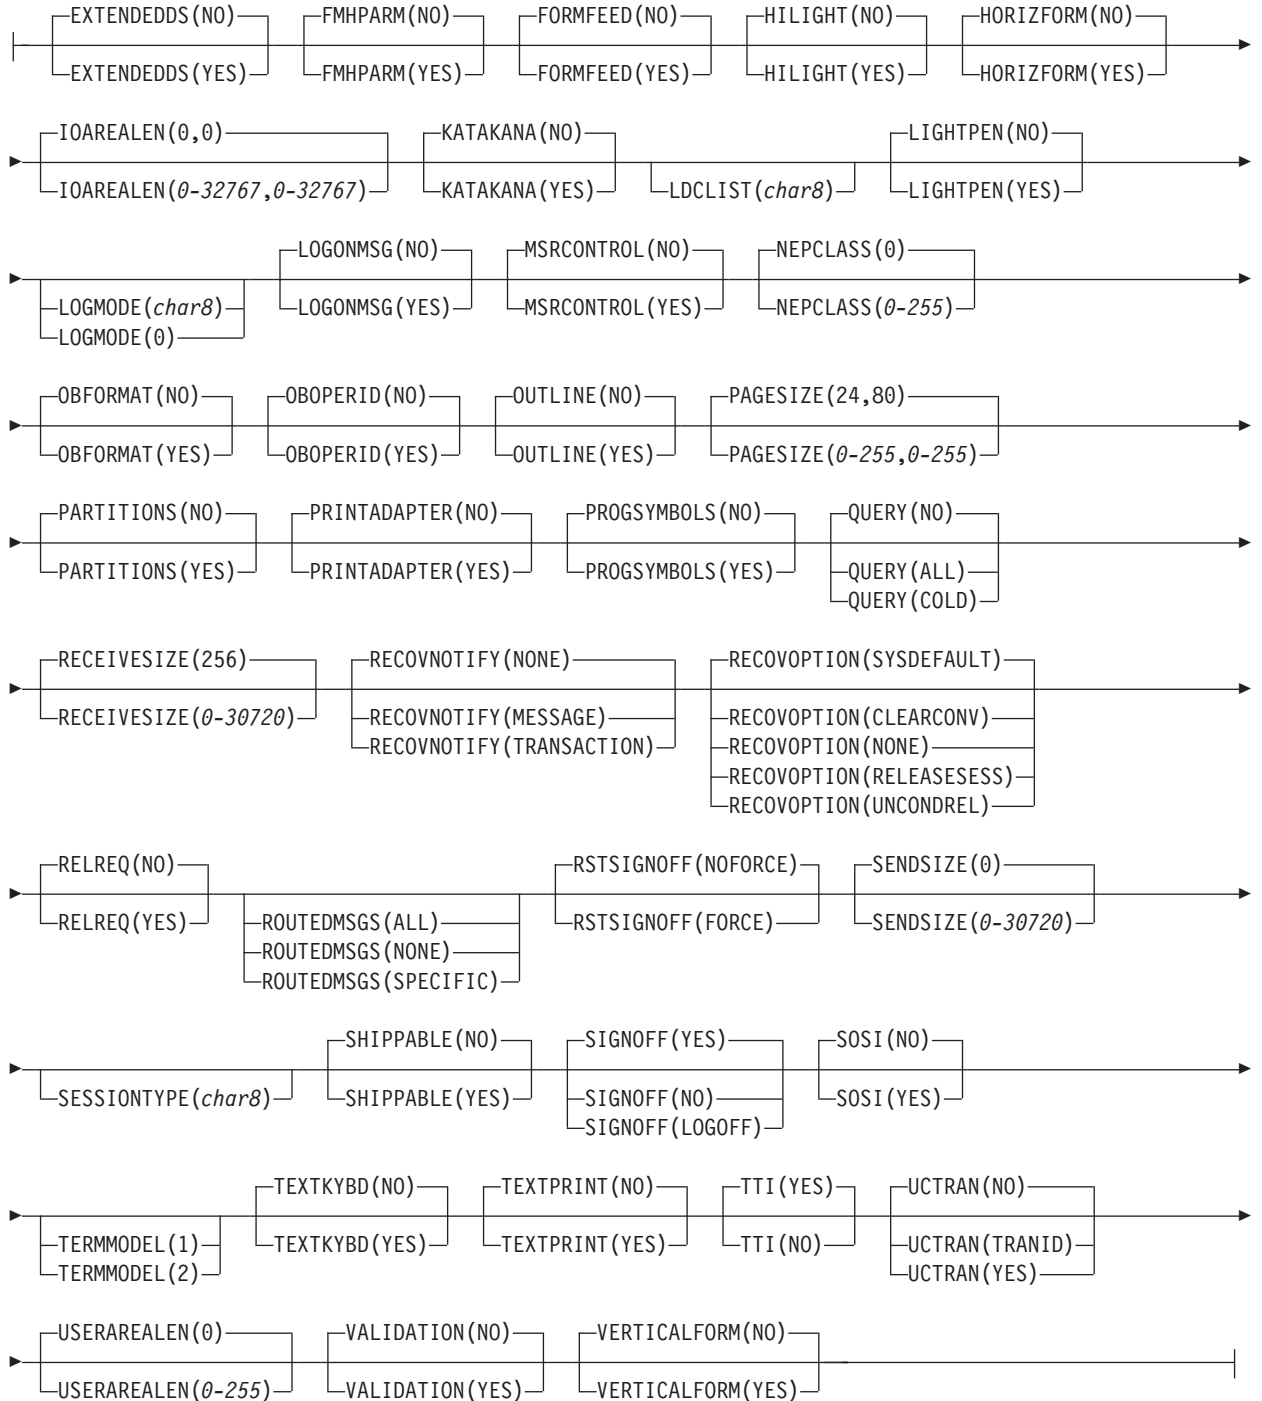 EXTENDEDDS(NO) FMHPARM(NO) FORMFEED(NO) HILIGHT(NO) HORIZFORM(NO)
EXTENDEDDS(YES) FMHPARM(YES) FORMFEED(YES) HILIGHT(YES) HORIZFORM(YES)
IOAREALEN(0,0) KATAKANA(NO) LIGHTPEN(NO)
IOAREALEN(0-32767,0-32767) KATAKANA(YES) LDCLIST(char8) LIGHTPEN(YES)
LOGONMSG(NO) MSRCONTROL(NO) NEPCLASS(0)
LOGMODE(char8) LOGONMSG(YES) MSRCONTROL(YES) NEPCLASS(0-255)
LOGMODE(0)
OBFORMAT(NO) OBOPERID(NO) OUTLINE(NO) PAGESIZE(24,80)
OBFORMAT(YES) OBOPERID(YES) OUTLINE(YES) PAGESIZE(0-255,0-255)
PARTITIONS(NO) PRINTADAPTER(NO) PROGSYMBOLS(NO) QUERY(NO)
PARTITIONS(YES) PRINTADAPTER(YES) PROGSYMBOLS(YES) QUERY(ALL)
QUERY(COLD)
RECEIVESIZE(256) RECOVNOTIFY(NONE) RECOVOPTION(SYSDEFAULT)
RECEIVESIZE(0-30720) RECOVNOTIFY(MESSAGE) RECOVOPTION(CLEARCONV)
RECOVNOTIFY(TRANSACTION) RECOVOPTION(NONE)
RECOVOPTION(RELEASESESS)
RECOVOPTION(UNCONDREL)
RELREQ(NO) RSTSIGNOFF(NOFORCE) SENDSIZE(0)
RELREQ(YES) ROUTEDMSGS(ALL) RSTSIGNOFF(FORCE) SENDSIZE(0-30720)
ROUTEDMSGS(NONE)
ROUTEDMSGS(SPECIFIC)
SHIPPABLE(NO) SIGNOFF(YES) SOSI(NO)
SESSIONTYPE(char8) SHIPPABLE(YES) SIGNOFF(NO) SOSI(YES)
SIGNOFF(LOGOFF)
TEXTKYBD(NO) TEXTPRINT(NO) TTI(YES) UCTRAN(NO)
TERMMODEL(1) TEXTKYBD(YES) TEXTPRINT(YES) TTI(NO) UCTRAN(TRANID)
TERMMODEL(2) UCTRAN(YES)
USERAREALEN(0) VALIDATION(NO) VERTICALFORM(NO)
USERAREALEN(0-255) VALIDATION(YES) VERTICALFORM(YES)